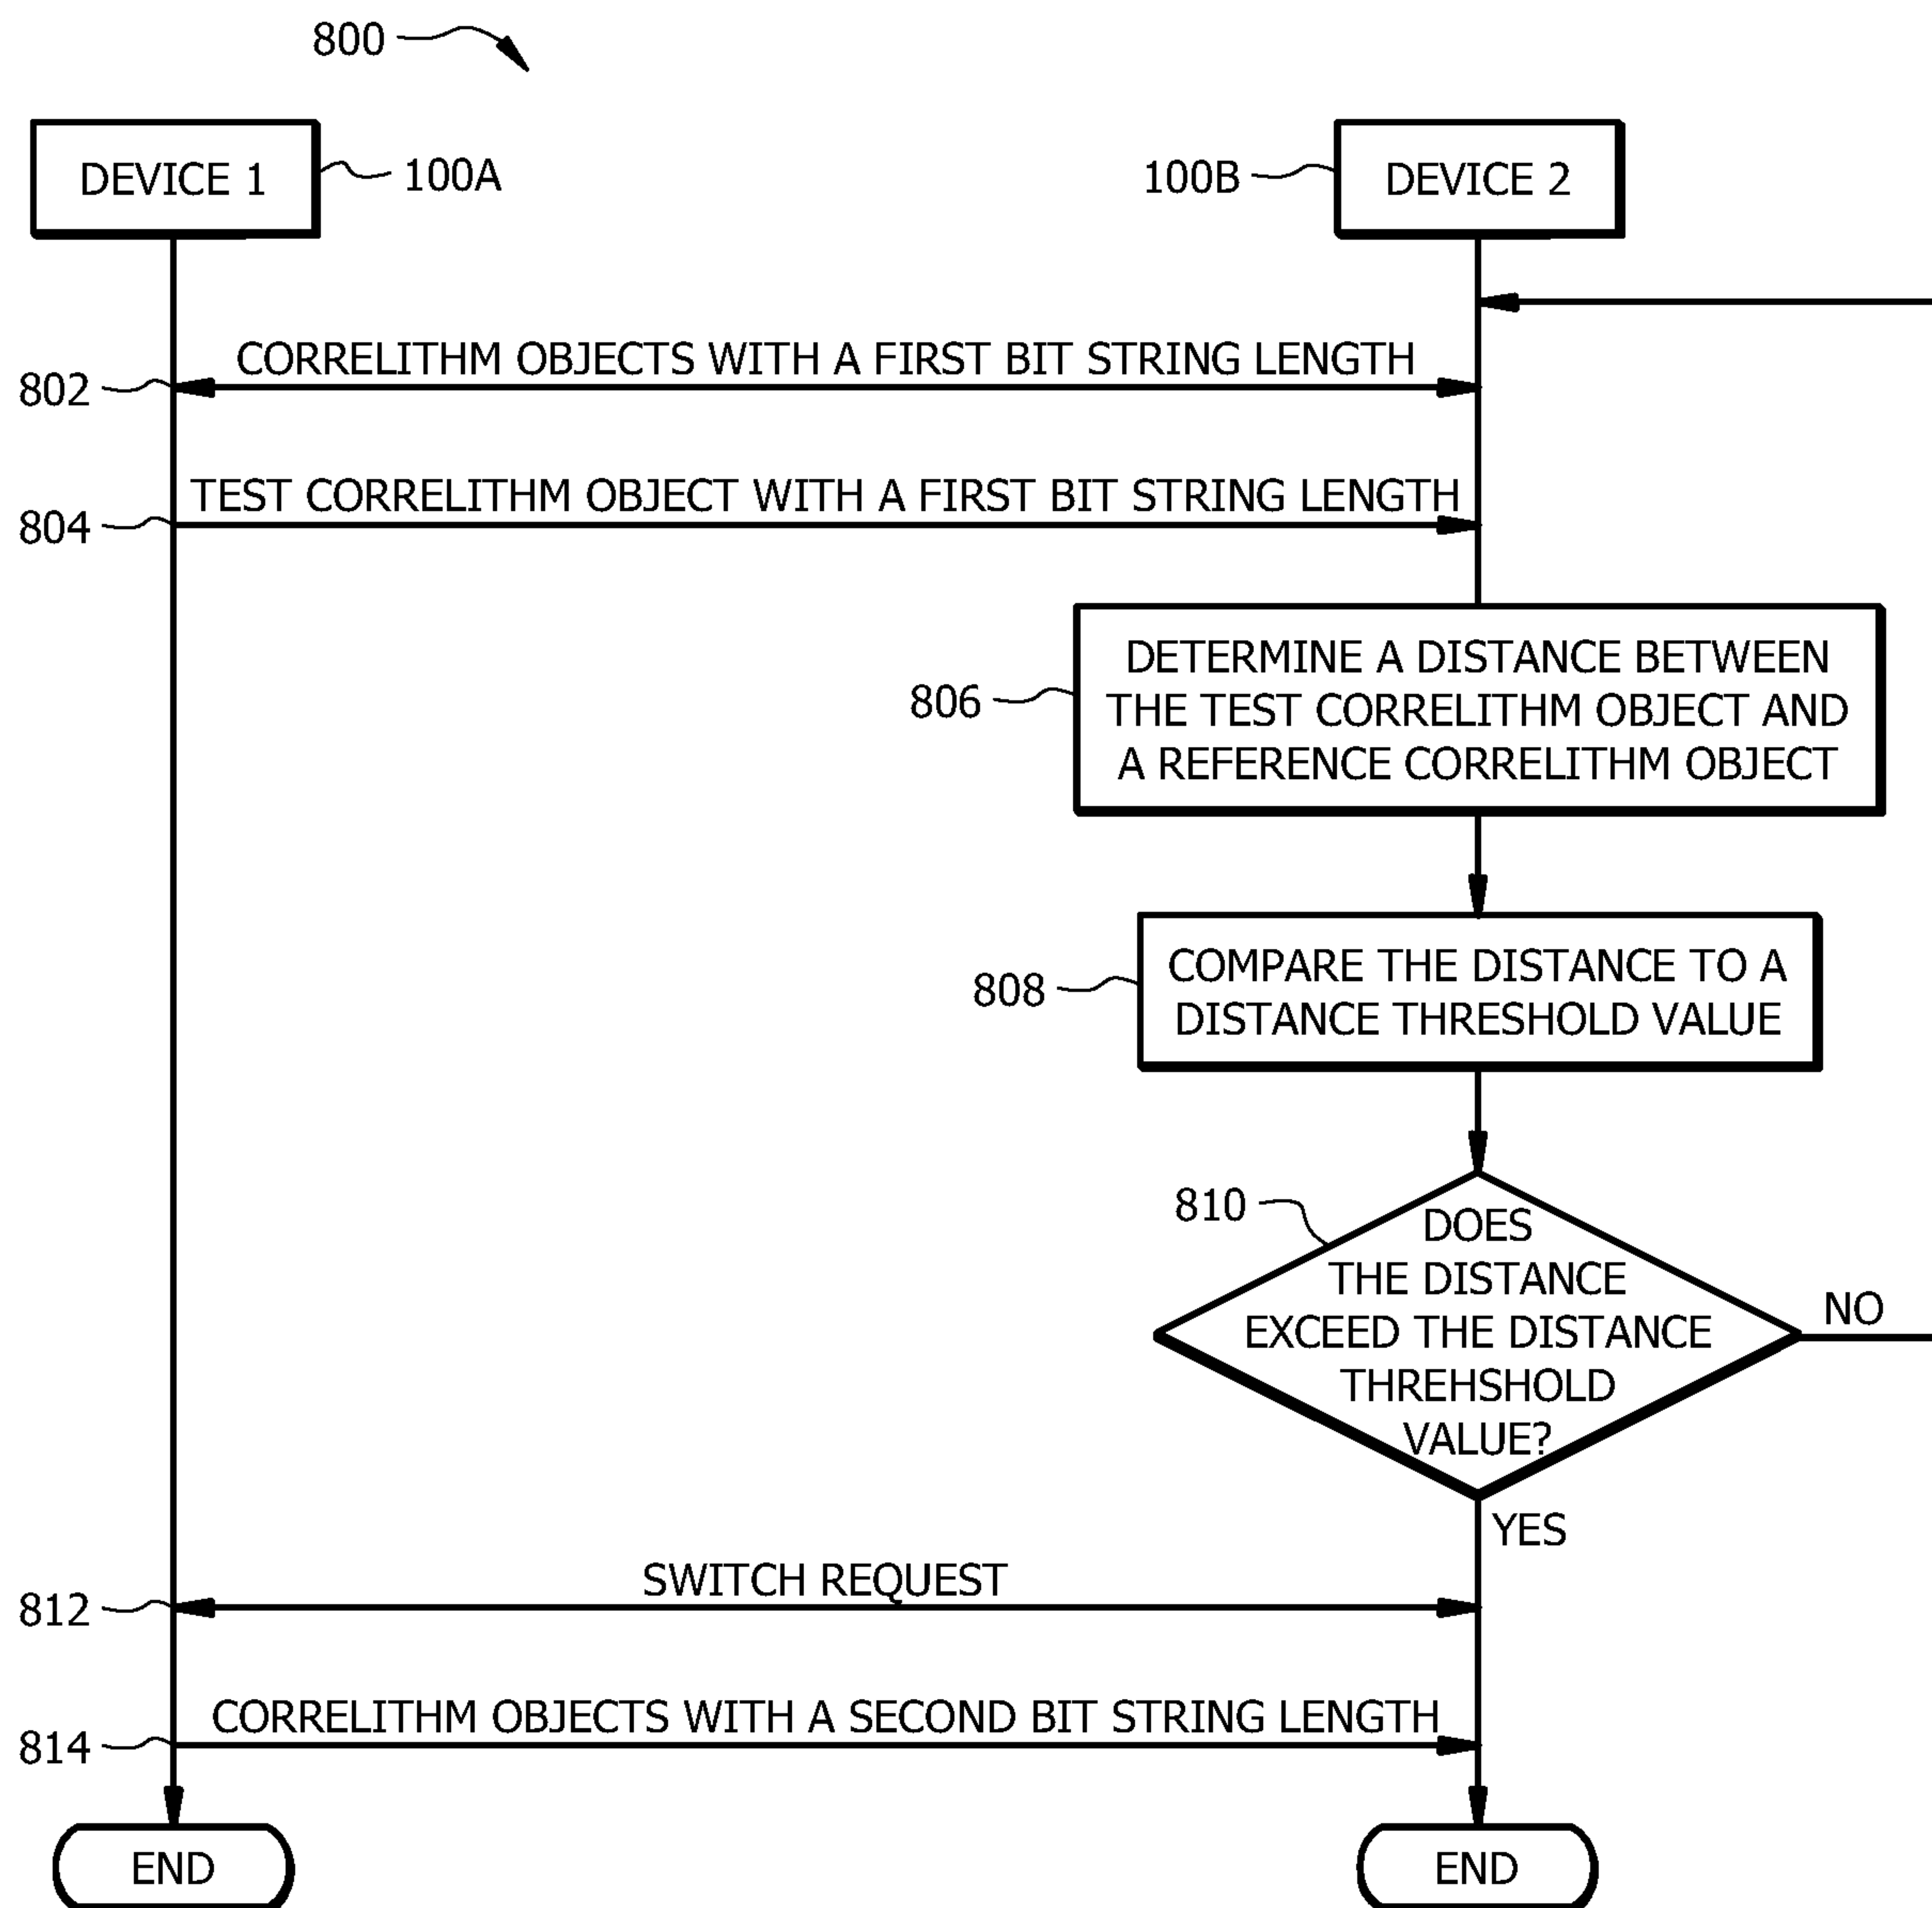 800
DEVICE 1
100A
100B
DEVICE 2
CORRELITHM OBJECTS WITH A FIRST BIT STRING LENGTH
802
TEST CORRELITHM OBJECT WITH A FIRST BIT STRING LENGTH
804
DETERMINE A DISTANCE BETWEEN
THE TEST CORRELITHM OBJECT AND
A REFERENCE CORRELITHM OBJECT
806
COMPARE THE DISTANCE TO A
DISTANCE THRESHOLD VALUE
808
810
DOES
THE DISTANCE
EXCEED THE DISTANCE
THREHSHOLD
VALUE?
NO
YES
SWITCH REQUEST
812
CORRELITHM OBJECTS WITH A SECOND BIT STRING LENGTH
814
END
END